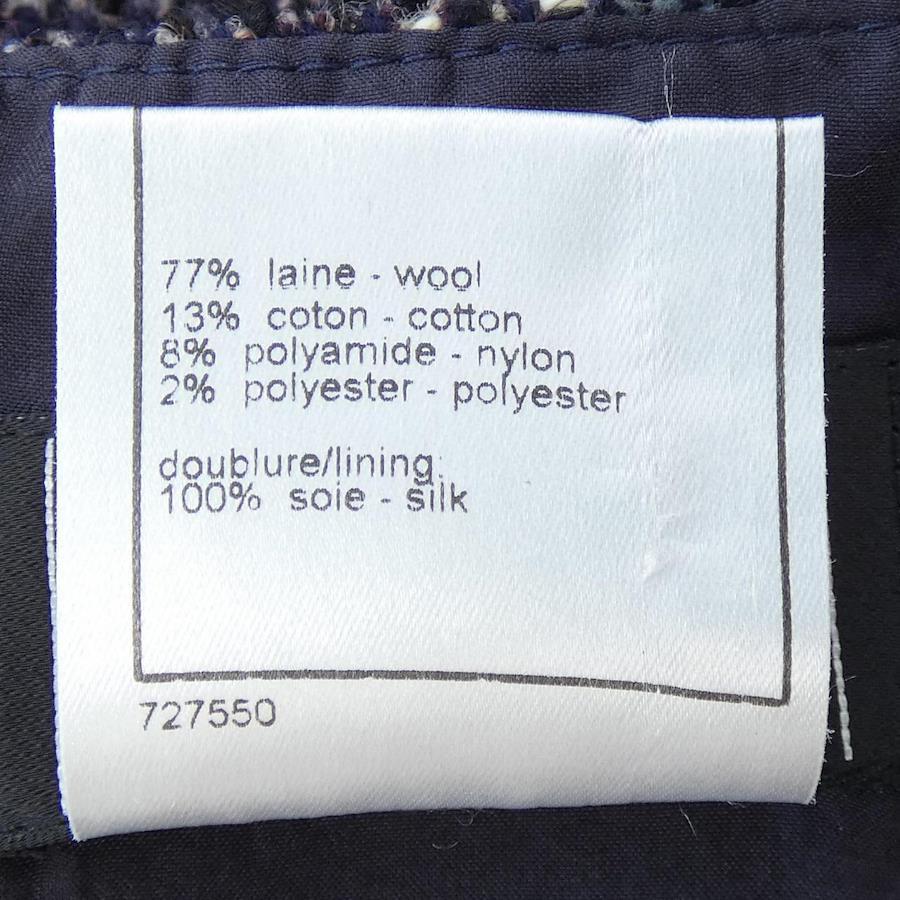 77% laine - wool
13% coton - cotton
8% polyamide - nylon
2% polyester - polyester
doublure/lining:
100% soie - silk
727550